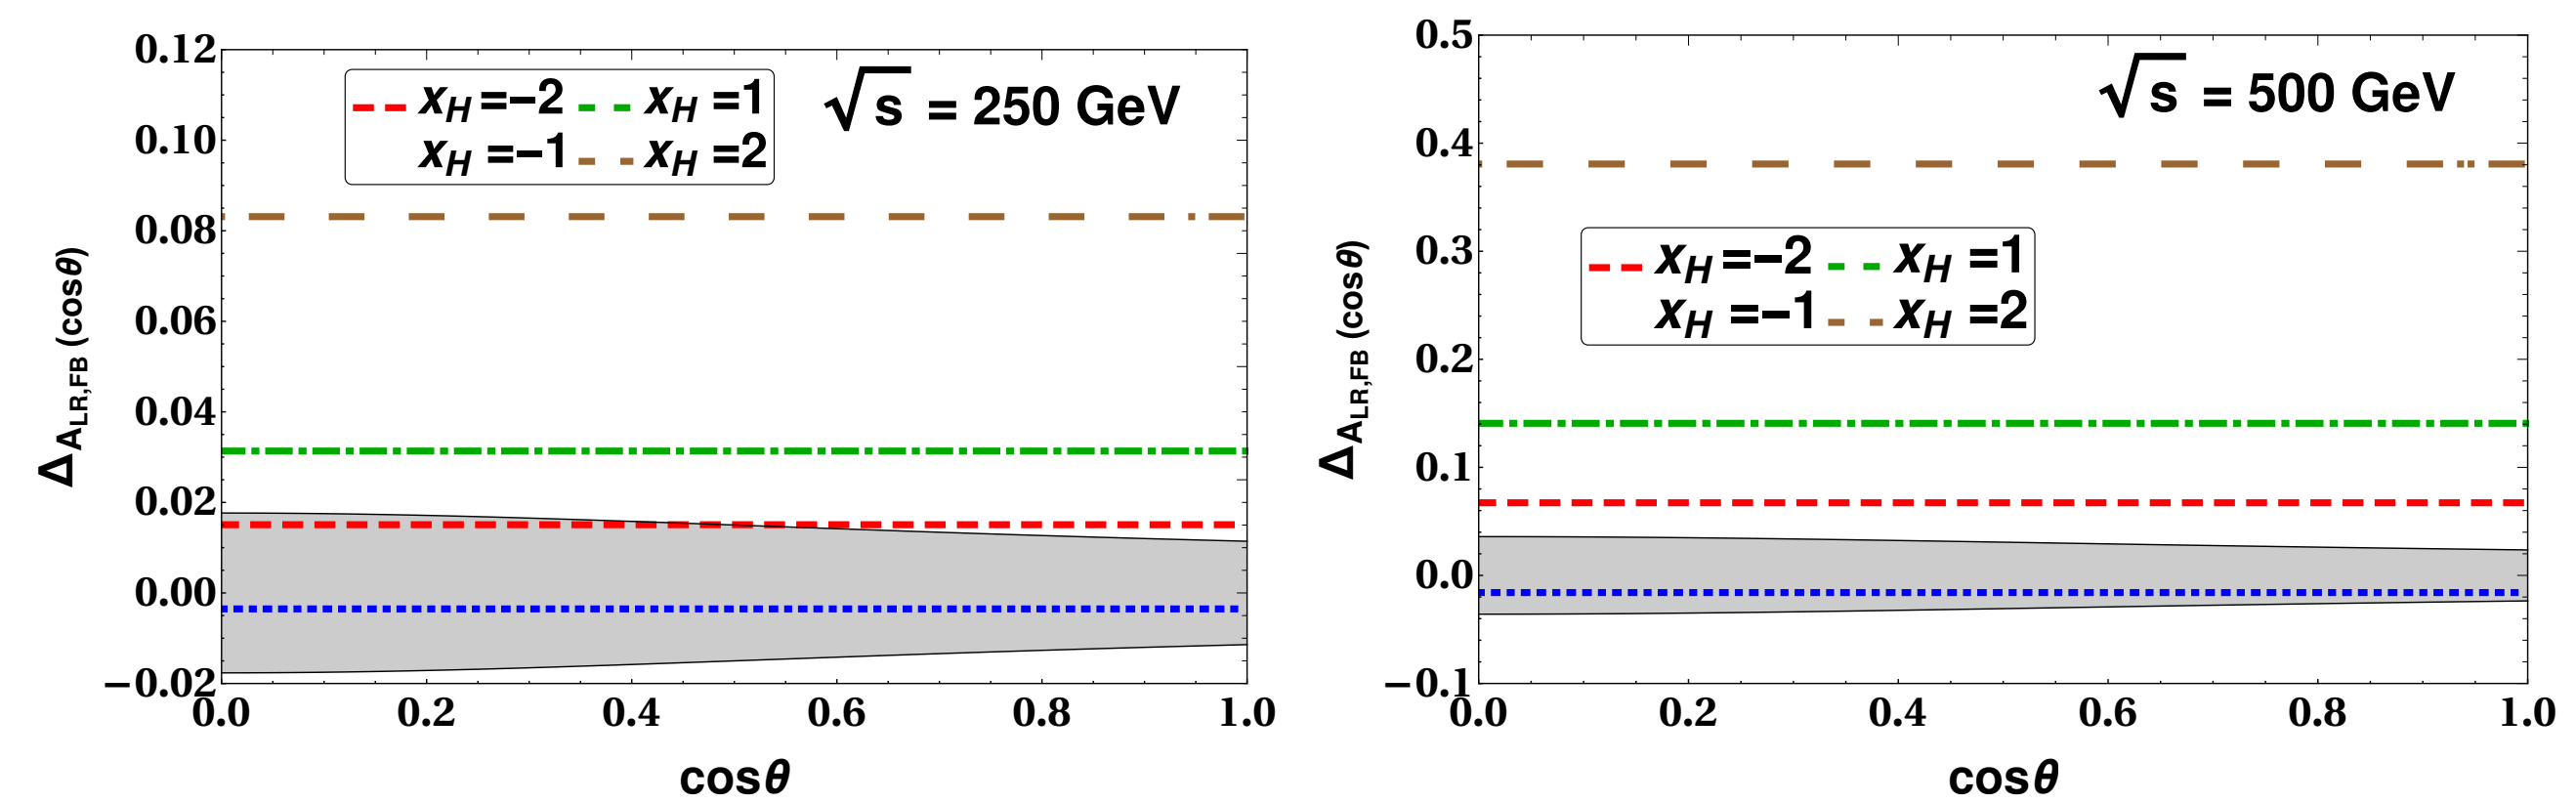 0.12
0.10
0.08
0.06
0.04
0.02
0.00
−0.02
0.0 0.2 0.4 0.6 0.8 1.0
Δ_{A_{LR,FB} (cosθ)}
cosθ
x_H =−2 x_H =1
x_H =−1 x_H =2
√s = 250 GeV
0.5
0.4
0.3
0.2
0.1
0.0
−0.1
0.0 0.2 0.4 0.6 0.8 1.0
Δ_{A_{LR,FB} (cosθ)}
cosθ
√s = 500 GeV
x_H =−2 x_H =1
x_H =−1 x_H =2